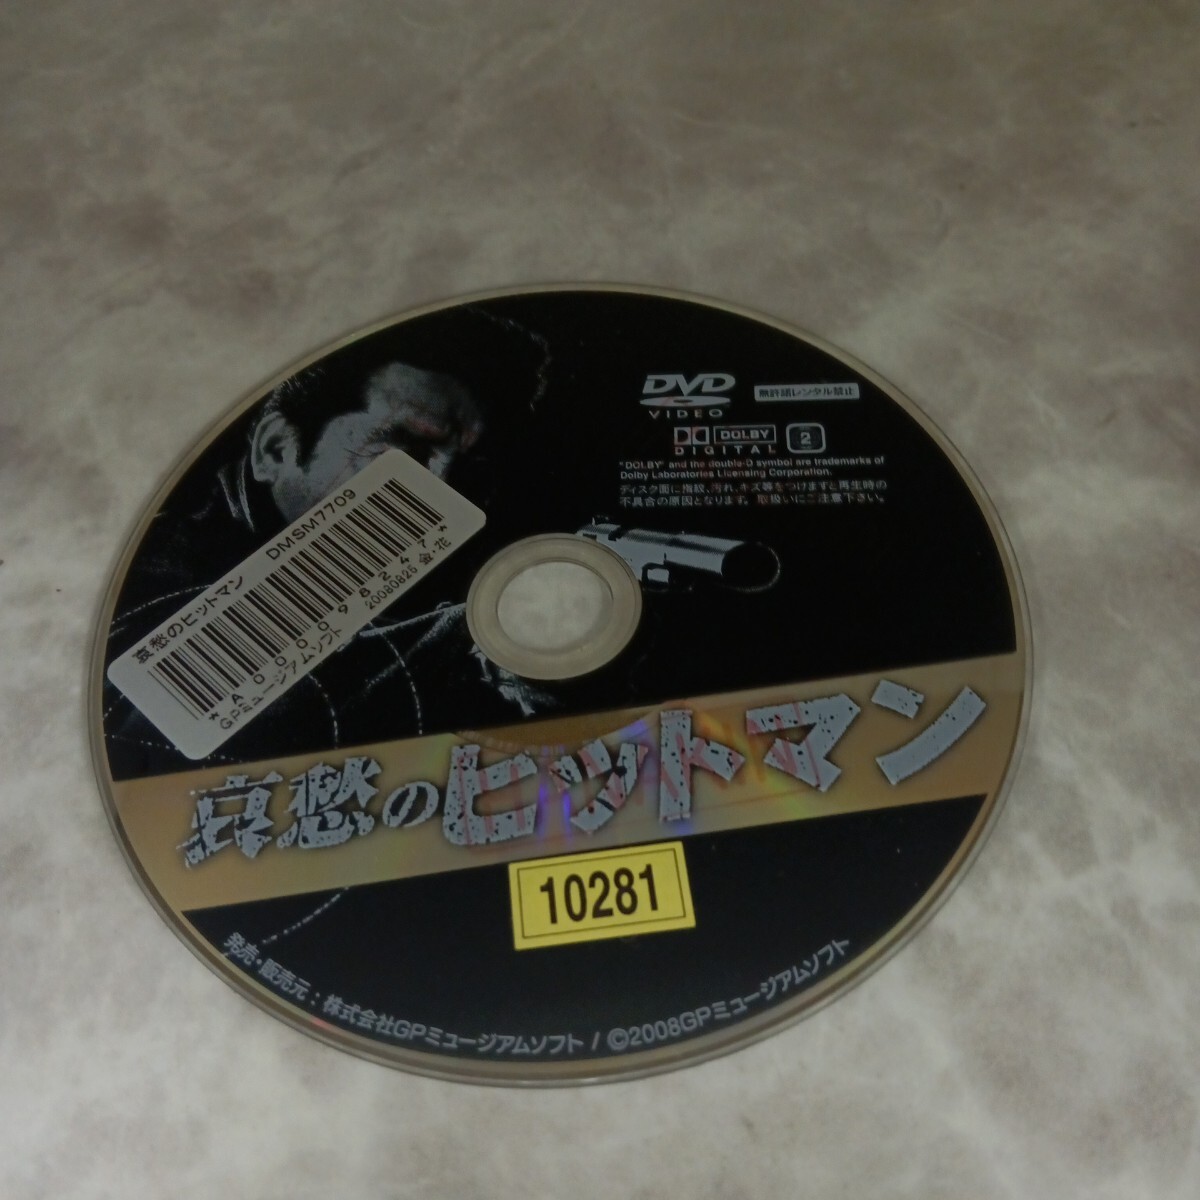 DVD
VIDEO
無許諾レンタル禁止
DOLBY
DIGITAL
2
"DOLBY" and the double-D symbol are trademarks of
Dolby Laboratories Licensing Corporation.
ディスク面に指紋、汚れ、キズ等をつけますと再生時の
不具合の原因となります。取扱いにご注意下さい。
哀愁のヒットマン DMSM7709
*A000098247*
GPミュージアムソフト 20080825 金・花
哀愁のヒットマン
10281
発売・販売元：株式会社GPミュージアムソフト / ©2008GPミュージアムソフト